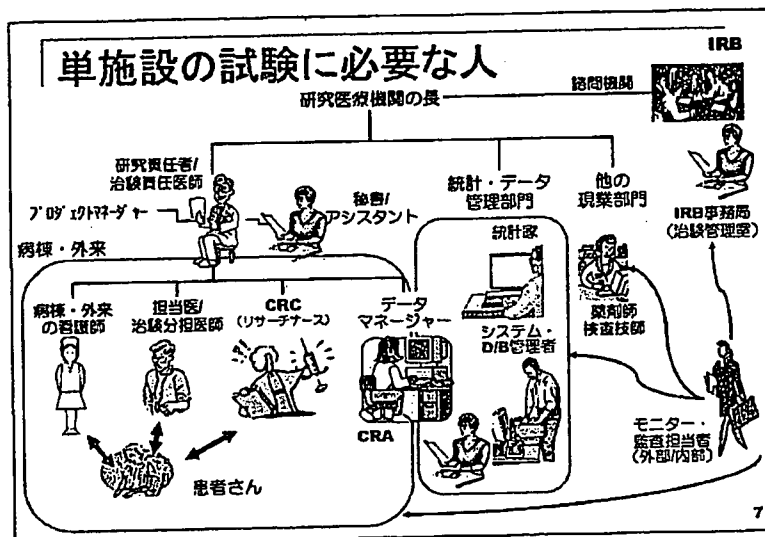 単施設の試験に必要な人
IRB
研究医療機関の長
諮問機関
研究責任者/
治験責任医師
プロジェクトマネージャー
秘書/
アシスタント
統計・データ
管理部門
他の
現業部門
IRB事務局
(治験管理室)
病棟・外来
統計家
病棟・外来
の看護師
担当医/
治験分担医師
CRC
(リサーチナース)
データ
マネージャー
システム・
D/B管理者
薬剤師
検査技師
CRA
モニター・
監査担当者
(外部/内部)
患者さん
7